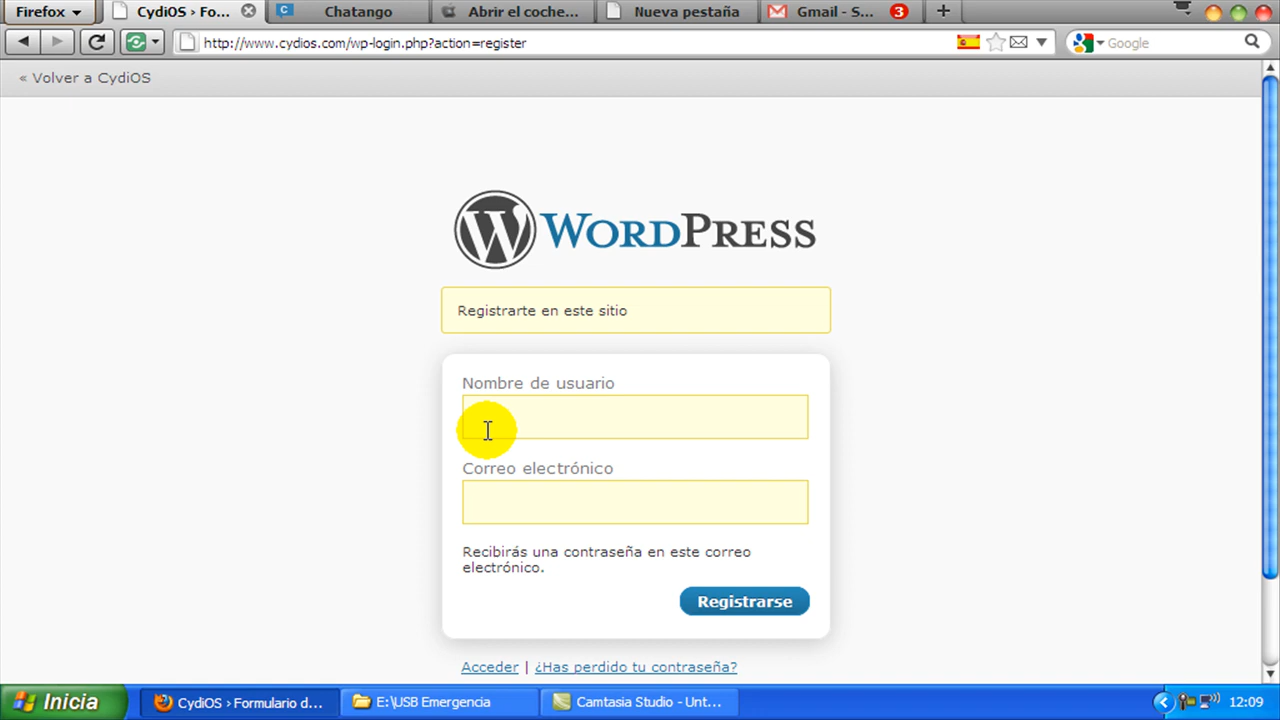 Firefox
CydiOS › Fo...
Chatango
Abrir el coche...
Nueva pestaña
Gmail - S...
3
http://www.cydios.com/wp-login.php?action=register
Google
« Volver a CydiOS
W WORDPRESS
Registrarte en este sitio
Nombre de usuario
Correo electrónico
Recibirás una contraseña en este correo
electrónico.
Registrarse
Acceder | ¿Has perdido tu contraseña?
Inicia
CydiOS › Formulario d...
E:\USB Emergencia
Camtasia Studio - Unt...
12:09